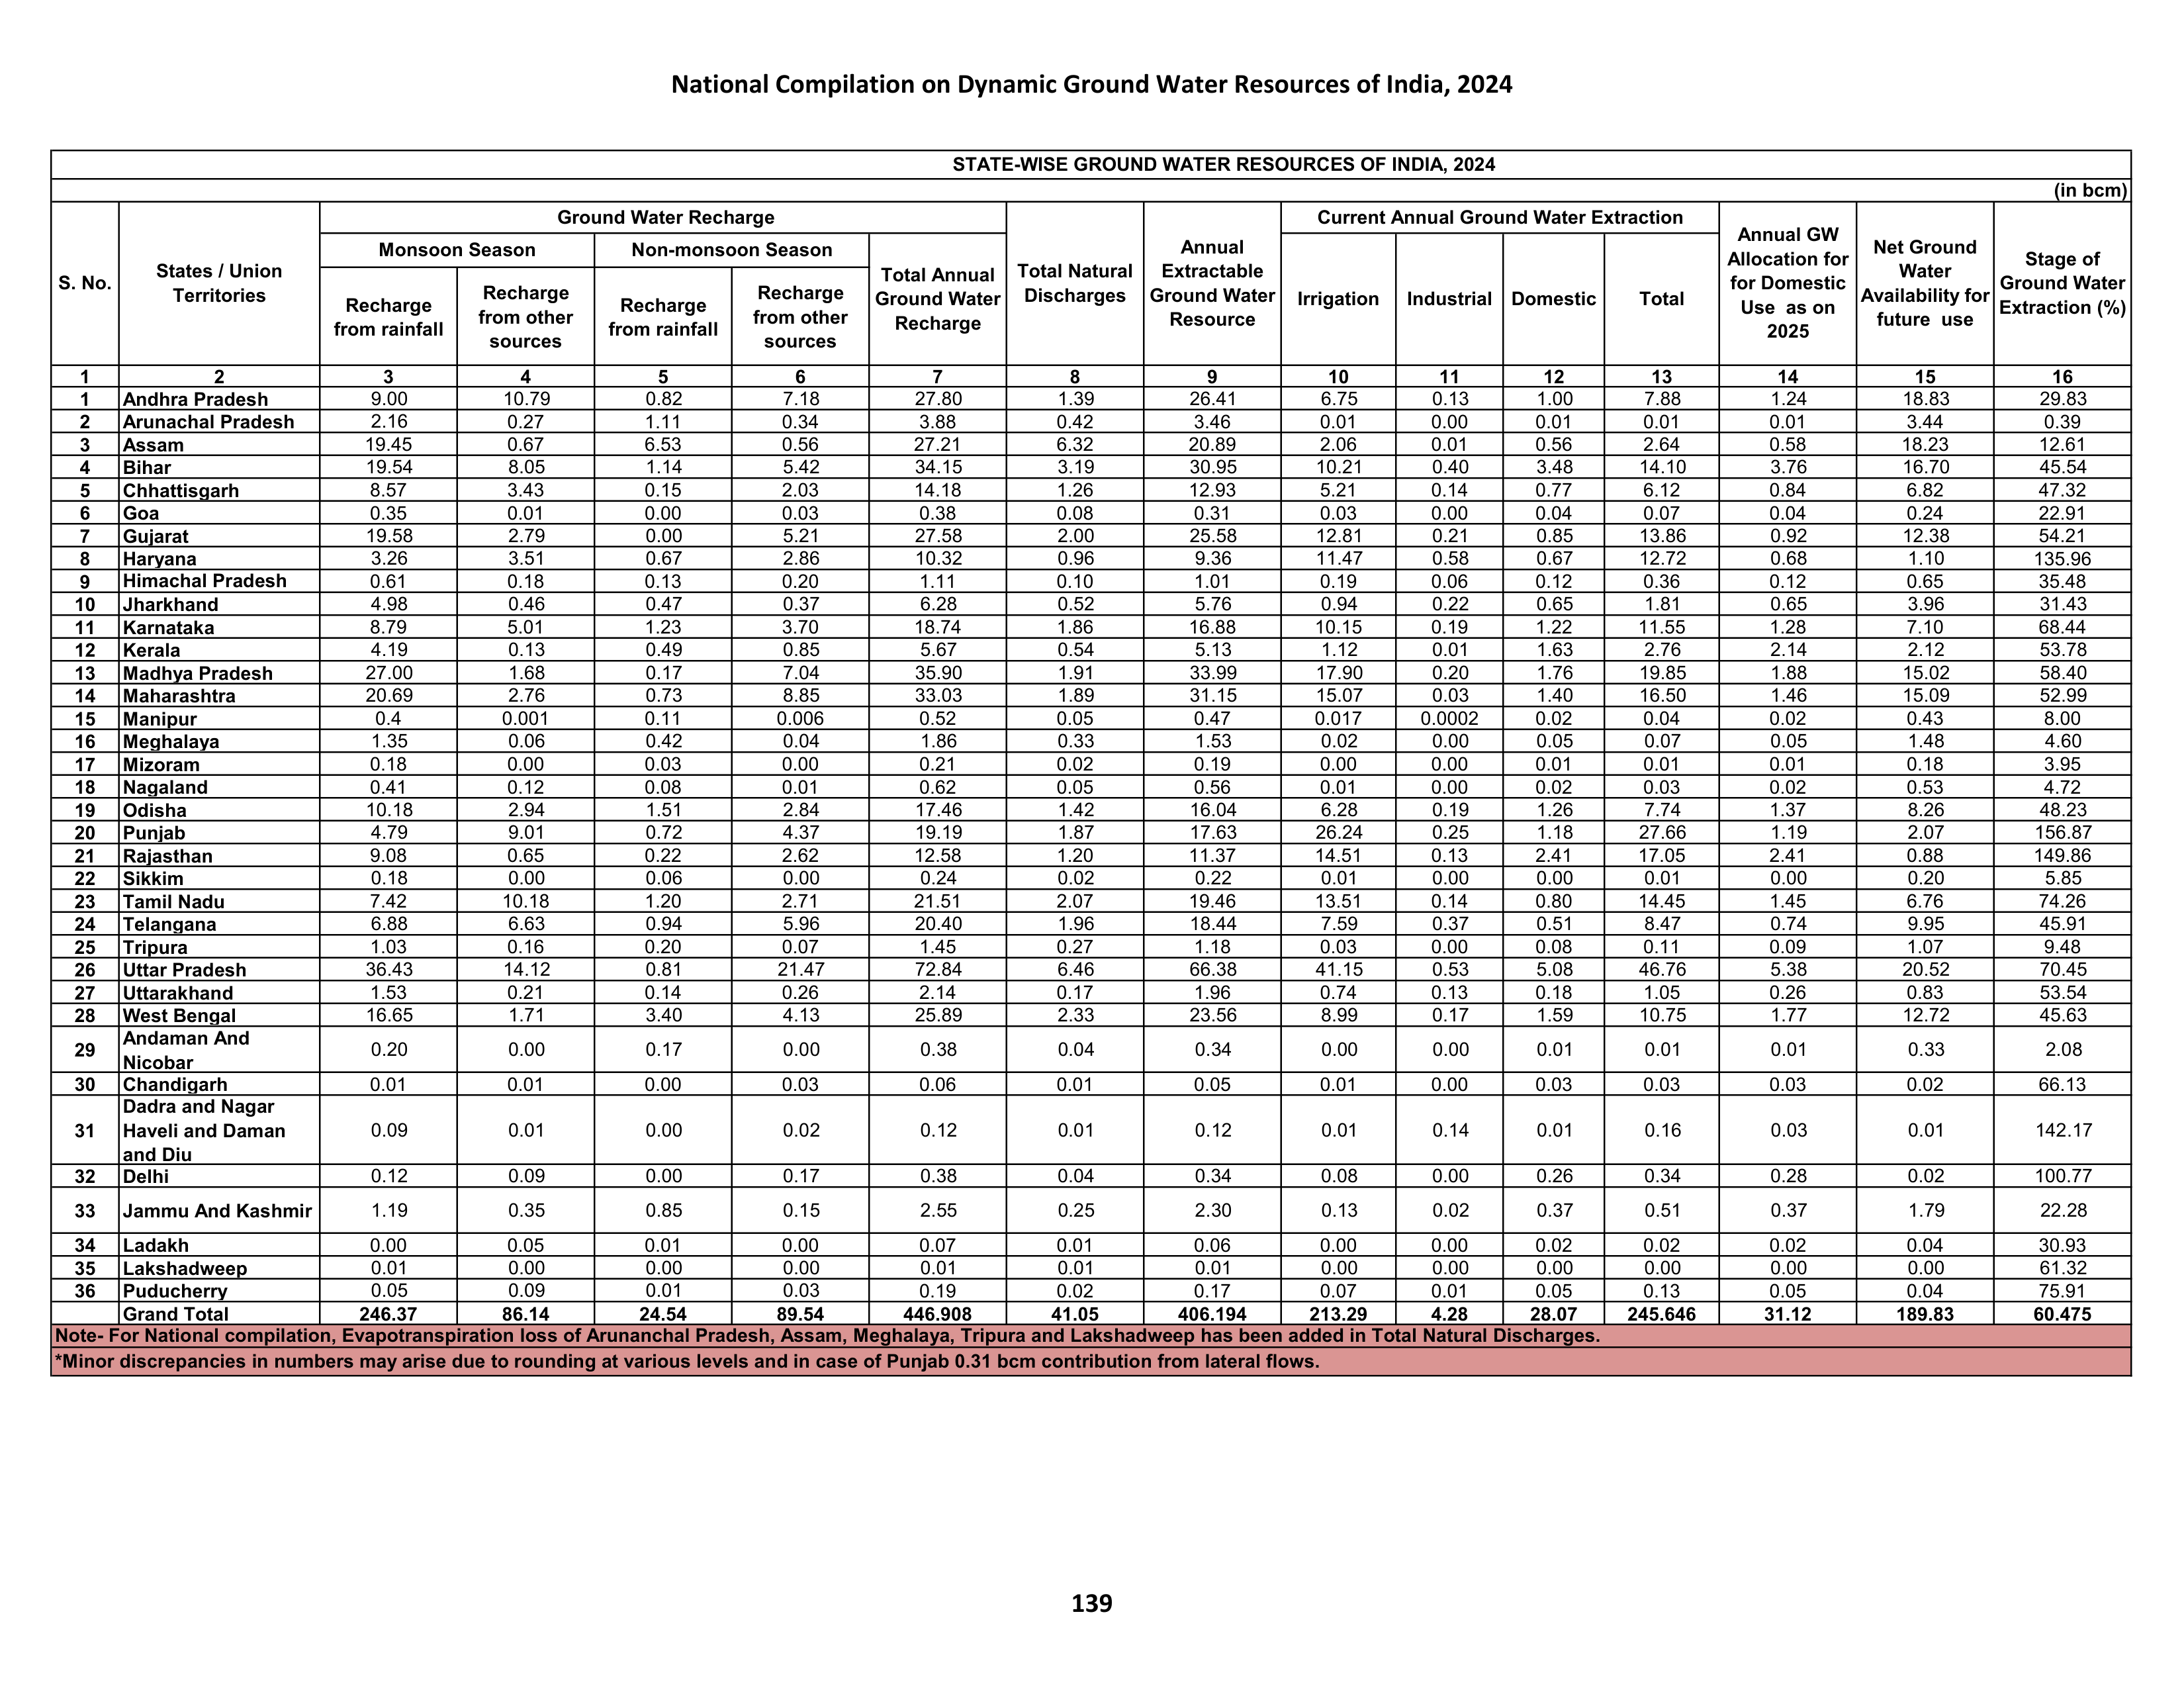 National Compilation on Dynamic Ground Water Resources of India, 2024
STATE-WISE GROUND WATER RESOURCES OF INDIA, 2024
(in bcm)
S. No. States / Union Territories Ground Water Recharge Total Natural Discharges Annual Extractable Ground Water Resource Current Annual Ground Water Extraction Annual GW Allocation for for Domestic Use as on 2025 Net Ground Water Availability for future use Stage of Ground Water Extraction (%)
Monsoon Season Non-monsoon Season Total Annual Ground Water Recharge Irrigation Industrial Domestic Total
Recharge from rainfall Recharge from other sources Recharge from rainfall Recharge from other sources
1 2 3 4 5 6 7 8 9 10 11 12 13 14 15 16
1 Andhra Pradesh 9.00 10.79 0.82 7.18 27.80 1.39 26.41 6.75 0.13 1.00 7.88 1.24 18.83 29.83
2 Arunachal Pradesh 2.16 0.27 1.11 0.34 3.88 0.42 3.46 0.01 0.00 0.01 0.01 0.01 3.44 0.39
3 Assam 19.45 0.67 6.53 0.56 27.21 6.32 20.89 2.06 0.01 0.56 2.64 0.58 18.23 12.61
4 Bihar 19.54 8.05 1.14 5.42 34.15 3.19 30.95 10.21 0.40 3.48 14.10 3.76 16.70 45.54
5 Chhattisgarh 8.57 3.43 0.15 2.03 14.18 1.26 12.93 5.21 0.14 0.77 6.12 0.84 6.82 47.32
6 Goa 0.35 0.01 0.00 0.03 0.38 0.08 0.31 0.03 0.00 0.04 0.07 0.04 0.24 22.91
7 Gujarat 19.58 2.79 0.00 5.21 27.58 2.00 25.58 12.81 0.21 0.85 13.86 0.92 12.38 54.21
8 Haryana 3.26 3.51 0.67 2.86 10.32 0.96 9.36 11.47 0.58 0.67 12.72 0.68 1.10 135.96
9 Himachal Pradesh 0.61 0.18 0.13 0.20 1.11 0.10 1.01 0.19 0.06 0.12 0.36 0.12 0.65 35.48
10 Jharkhand 4.98 0.46 0.47 0.37 6.28 0.52 5.76 0.94 0.22 0.65 1.81 0.65 3.96 31.43
11 Karnataka 8.79 5.01 1.23 3.70 18.74 1.86 16.88 10.15 0.19 1.22 11.55 1.28 7.10 68.44
12 Kerala 4.19 0.13 0.49 0.85 5.67 0.54 5.13 1.12 0.01 1.63 2.76 2.14 2.12 53.78
13 Madhya Pradesh 27.00 1.68 0.17 7.04 35.90 1.91 33.99 17.90 0.20 1.76 19.85 1.88 15.02 58.40
14 Maharashtra 20.69 2.76 0.73 8.85 33.03 1.89 31.15 15.07 0.03 1.40 16.50 1.46 15.09 52.99
15 Manipur 0.4 0.001 0.11 0.006 0.52 0.05 0.47 0.017 0.0002 0.02 0.04 0.02 0.43 8.00
16 Meghalaya 1.35 0.06 0.42 0.04 1.86 0.33 1.53 0.02 0.00 0.05 0.07 0.05 1.48 4.60
17 Mizoram 0.18 0.00 0.03 0.00 0.21 0.02 0.19 0.00 0.00 0.01 0.01 0.01 0.18 3.95
18 Nagaland 0.41 0.12 0.08 0.01 0.62 0.05 0.56 0.01 0.00 0.02 0.03 0.02 0.53 4.72
19 Odisha 10.18 2.94 1.51 2.84 17.46 1.42 16.04 6.28 0.19 1.26 7.74 1.37 8.26 48.23
20 Punjab 4.79 9.01 0.72 4.37 19.19 1.87 17.63 26.24 0.25 1.18 27.66 1.19 2.07 156.87
21 Rajasthan 9.08 0.65 0.22 2.62 12.58 1.20 11.37 14.51 0.13 2.41 17.05 2.41 0.88 149.86
22 Sikkim 0.18 0.00 0.06 0.00 0.24 0.02 0.22 0.01 0.00 0.00 0.01 0.00 0.20 5.85
23 Tamil Nadu 7.42 10.18 1.20 2.71 21.51 2.07 19.46 13.51 0.14 0.80 14.45 1.45 6.76 74.26
24 Telangana 6.88 6.63 0.94 5.96 20.40 1.96 18.44 7.59 0.37 0.51 8.47 0.74 9.95 45.91
25 Tripura 1.03 0.16 0.20 0.07 1.45 0.27 1.18 0.03 0.00 0.08 0.11 0.09 1.07 9.48
26 Uttar Pradesh 36.43 14.12 0.81 21.47 72.84 6.46 66.38 41.15 0.53 5.08 46.76 5.38 20.52 70.45
27 Uttarakhand 1.53 0.21 0.14 0.26 2.14 0.17 1.96 0.74 0.13 0.18 1.05 0.26 0.83 53.54
28 West Bengal 16.65 1.71 3.40 4.13 25.89 2.33 23.56 8.99 0.17 1.59 10.75 1.77 12.72 45.63
29 Andaman And Nicobar 0.20 0.00 0.17 0.00 0.38 0.04 0.34 0.00 0.00 0.01 0.01 0.01 0.33 2.08
30 Chandigarh 0.01 0.01 0.00 0.03 0.06 0.01 0.05 0.01 0.00 0.03 0.03 0.03 0.02 66.13
31 Dadra and Nagar Haveli and Daman and Diu 0.09 0.01 0.00 0.02 0.12 0.01 0.12 0.01 0.14 0.01 0.16 0.03 0.01 142.17
32 Delhi 0.12 0.09 0.00 0.17 0.38 0.04 0.34 0.08 0.00 0.26 0.34 0.28 0.02 100.77
33 Jammu And Kashmir 1.19 0.35 0.85 0.15 2.55 0.25 2.30 0.13 0.02 0.37 0.51 0.37 1.79 22.28
34 Ladakh 0.00 0.05 0.01 0.00 0.07 0.01 0.06 0.00 0.00 0.02 0.02 0.02 0.04 30.93
35 Lakshadweep 0.01 0.00 0.00 0.00 0.01 0.01 0.01 0.00 0.00 0.00 0.00 0.00 0.00 61.32
36 Puducherry 0.05 0.09 0.01 0.03 0.19 0.02 0.17 0.07 0.01 0.05 0.13 0.05 0.04 75.91
Grand Total 246.37 86.14 24.54 89.54 446.908 41.05 406.194 213.29 4.28 28.07 245.646 31.12 189.83 60.475
Note- For National compilation, Evapotranspiration loss of Arunanchal Pradesh, Assam, Meghalaya, Tripura and Lakshadweep has been added in Total Natural Discharges.
*Minor discrepancies in numbers may arise due to rounding at various levels and in case of Punjab 0.31 bcm contribution from lateral flows.
139